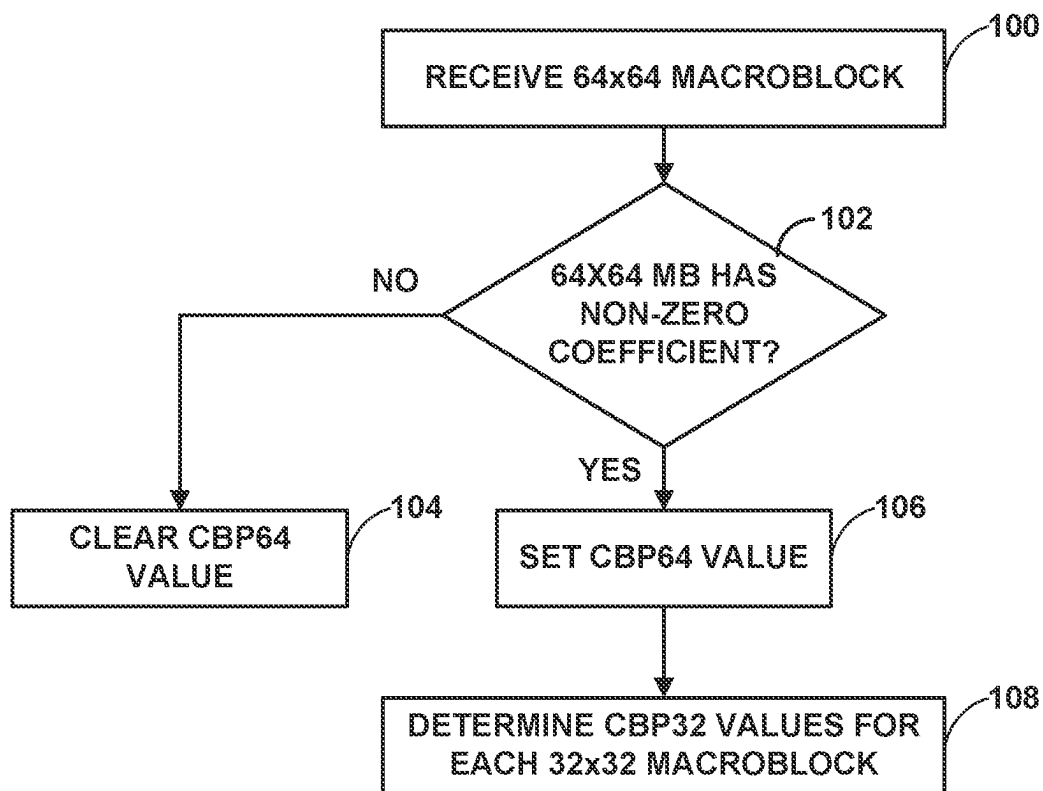 100
RECEIVE 64x64 MACROBLOCK
102
64X64 MB HAS
NON-ZERO
COEFFICIENT?
NO
YES
104
CLEAR CBP64
VALUE
106
SET CBP64 VALUE
108
DETERMINE CBP32 VALUES FOR
EACH 32x32 MACROBLOCK